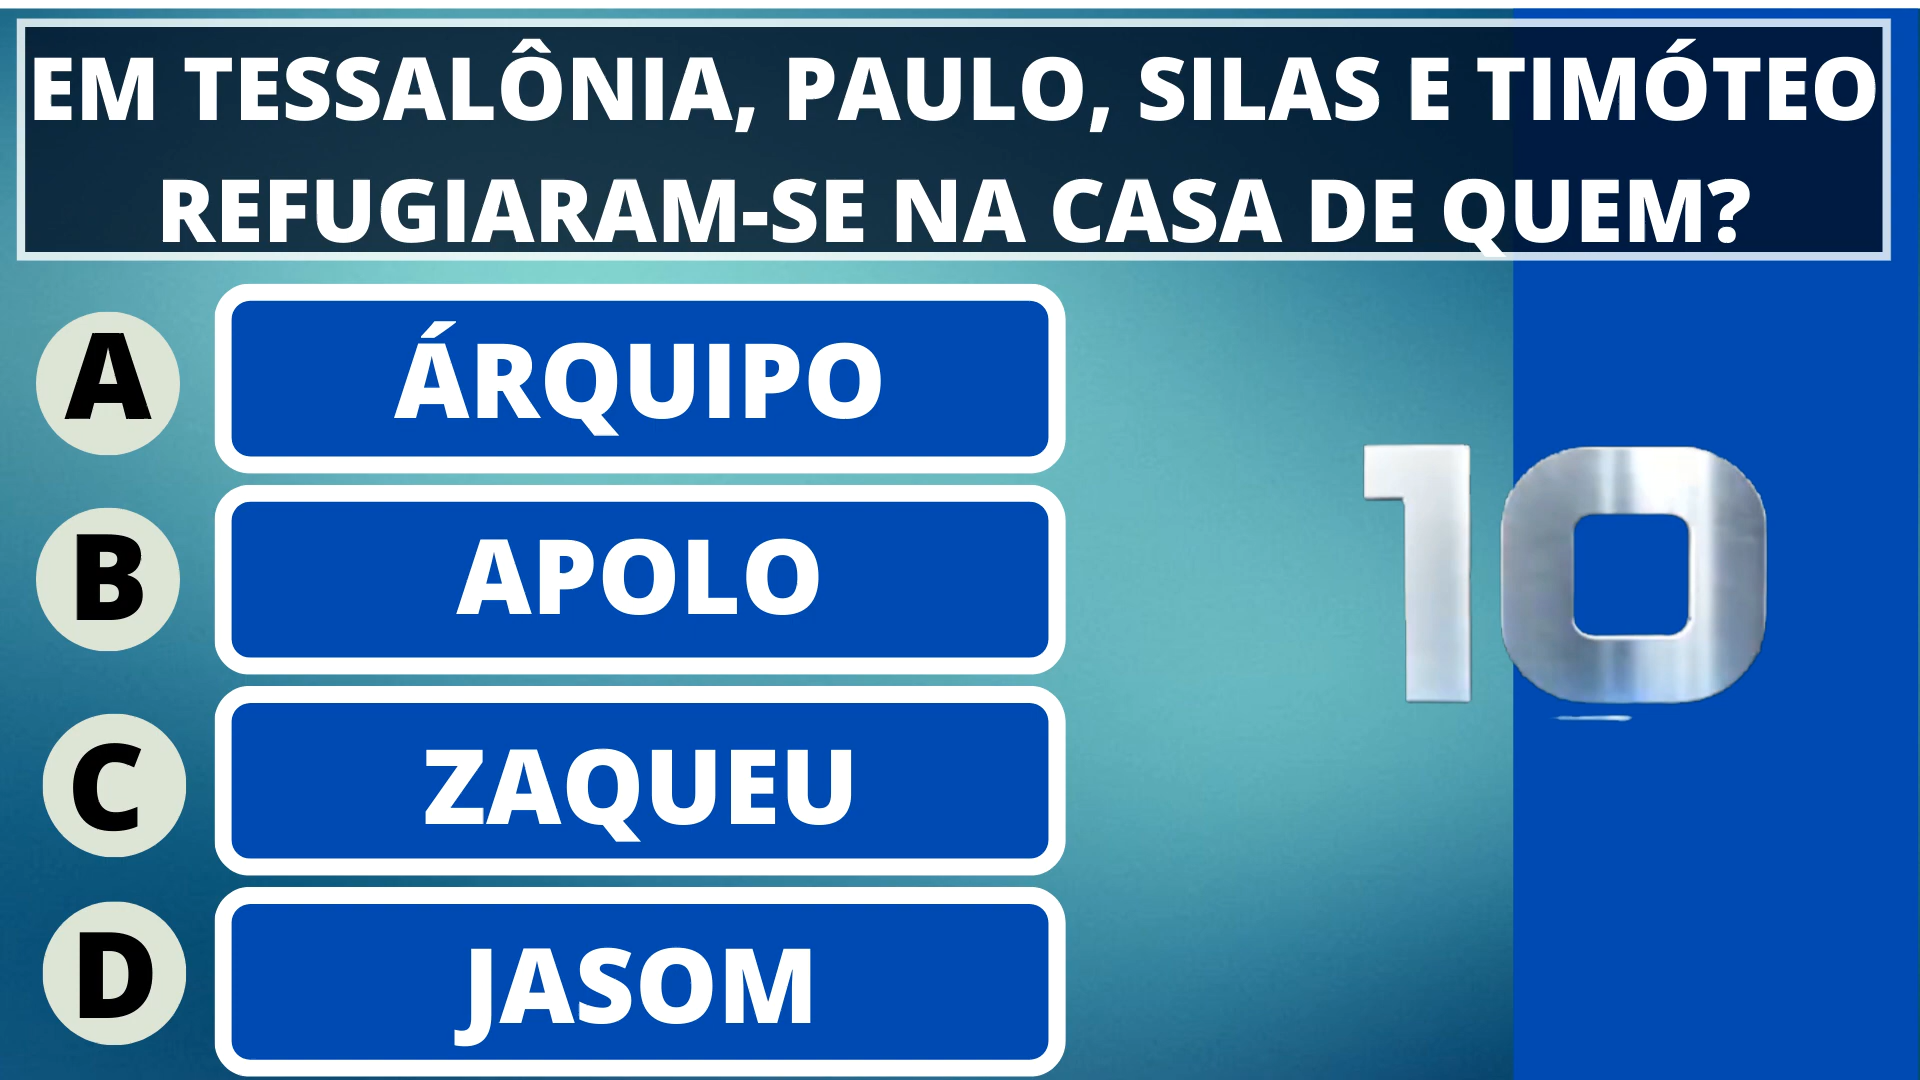 EM TESSALÔNIA, PAULO, SILAS E TIMÓTEO
REFUGIARAM-SE NA CASA DE QUEM?
A
ÁRQUIPO
B
APOLO
C
ZAQUEU
D
JASOM
10